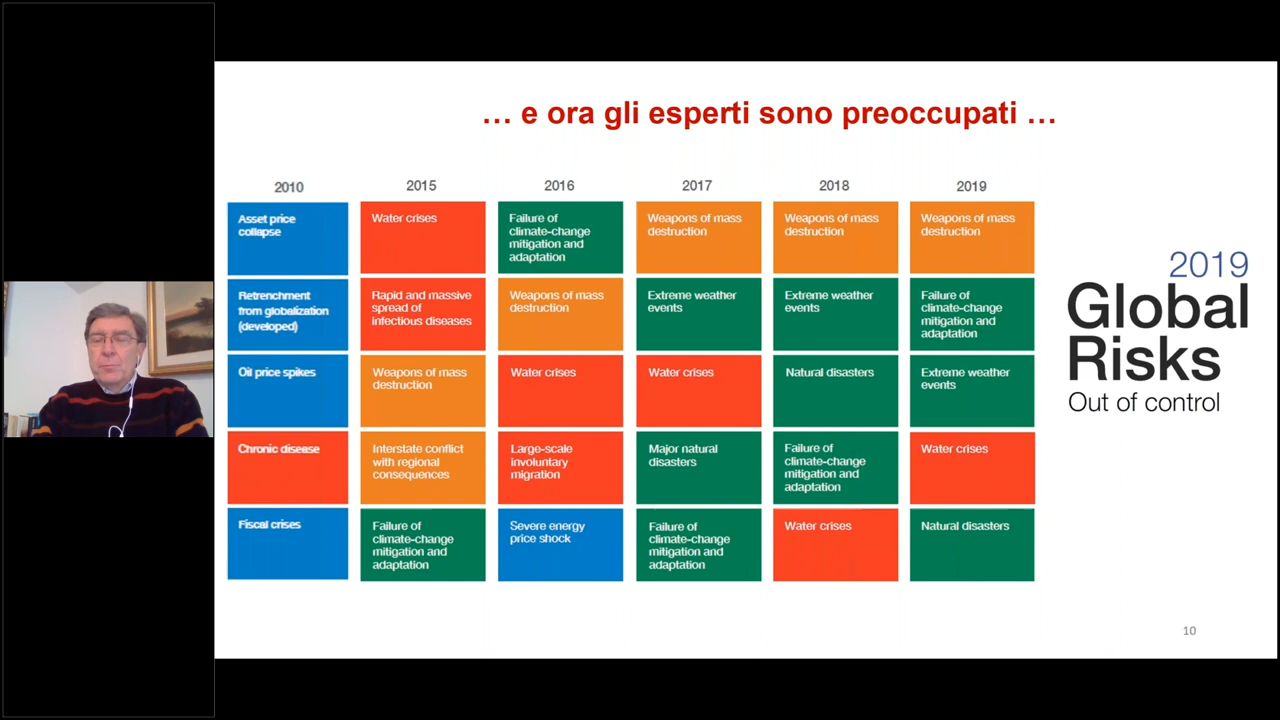 … e ora gli esperti sono preoccupati …
2010
2015
2016
2017
2018
2019
Asset price
collapse
Water crises
Failure of
climate-change
mitigation and
adaptation
Weapons of mass
destruction
Weapons of mass
destruction
Weapons of mass
destruction
Retrenchment
from globalization
(developed)
Rapid and massive
spread of
infectious diseases
Weapons of mass
destruction
Extreme weather
events
Extreme weather
events
Failure of
climate-change
mitigation and
adaptation
Oil price spikes
Weapons of mass
destruction
Water crises
Water crises
Natural disasters
Extreme weather
events
Chronic disease
Interstate conflict
with regional
consequences
Large-scale
involuntary
migration
Major natural
disasters
Failure of
climate-change
mitigation and
adaptation
Water crises
Fiscal crises
Failure of
climate-change
mitigation and
adaptation
Severe energy
price shock
Failure of
climate-change
mitigation and
adaptation
Water crises
Natural disasters
2019
Global
Risks
Out of control
10